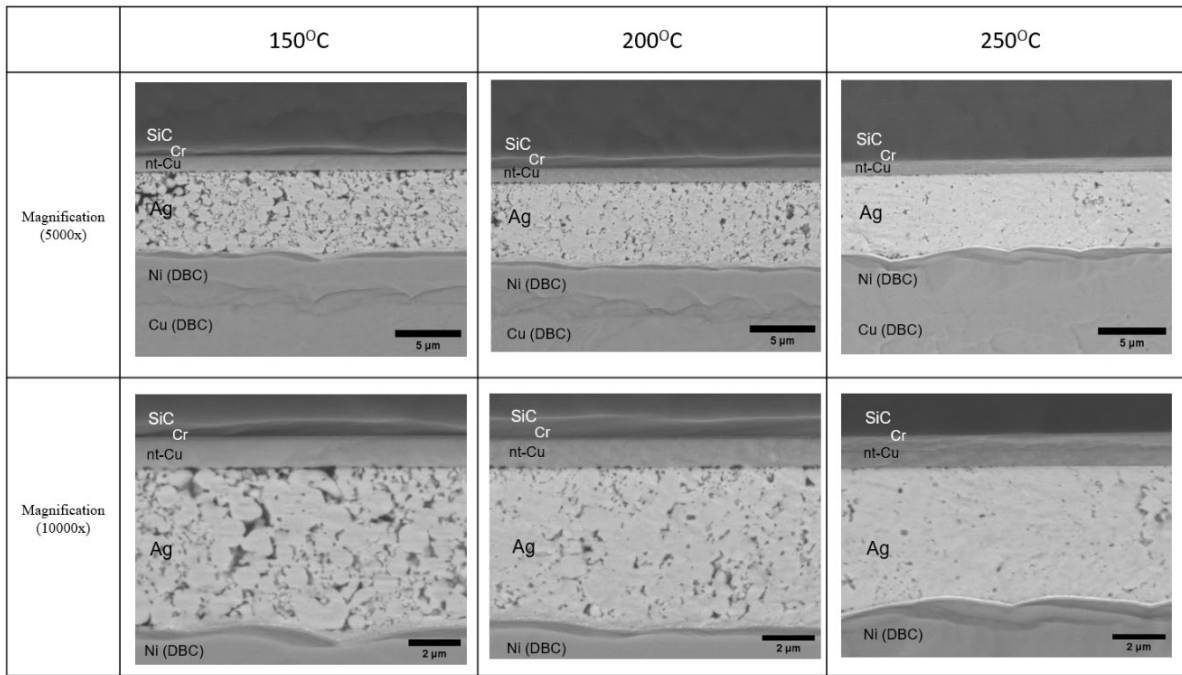 150⁰C
200⁰C
250⁰C
Magnification
(5000x)
SiC
Cr
nt-Cu
Ag
Ni (DBC)
Cu (DBC)
5 µm
SiC
Cr
nt-Cu
Ag
Ni (DBC)
Cu (DBC)
5 µm
SiC
Cr
nt-Cu
Ag
Ni (DBC)
Cu (DBC)
5 µm
Magnification
(10000x)
SiC
Cr
nt-Cu
Ag
Ni (DBC)
2 µm
SiC
Cr
nt-Cu
Ag
Ni (DBC)
2 µm
SiC
Cr
nt-Cu
Ag
Ni (DBC)
2 µm